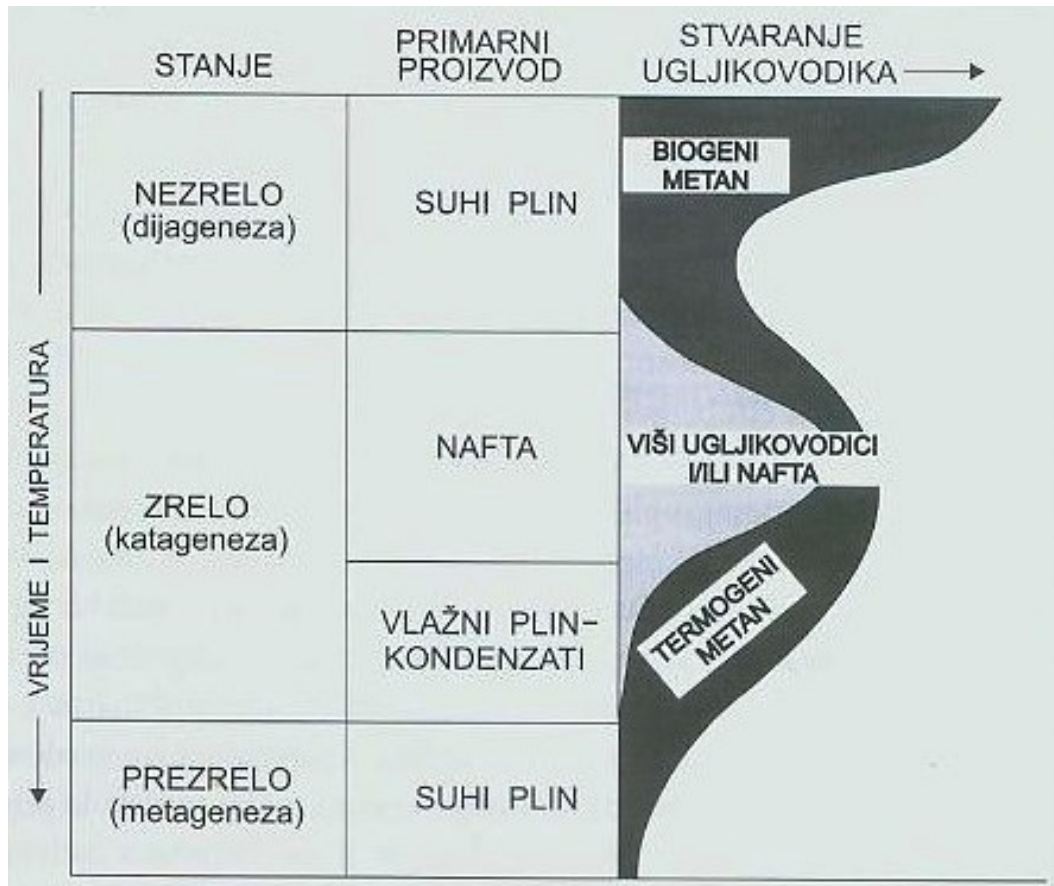 STANJE
PRIMARNI
PROIZVOD
STVARANJE
UGLJIKOVODIKA
VRIJEME I TEMPERATURA
NEZRELO
(dijageneza)
SUHI PLIN
BIOGENI
METAN
ZRELO
(katageneza)
NAFTA
VIŠI UGLJIKOVODICI
I/ILI NAFTA
VLAŽNI PLIN-
KONDENZATI
TERMOGENI
METAN
PREZRELO
(metageneza)
SUHI PLIN